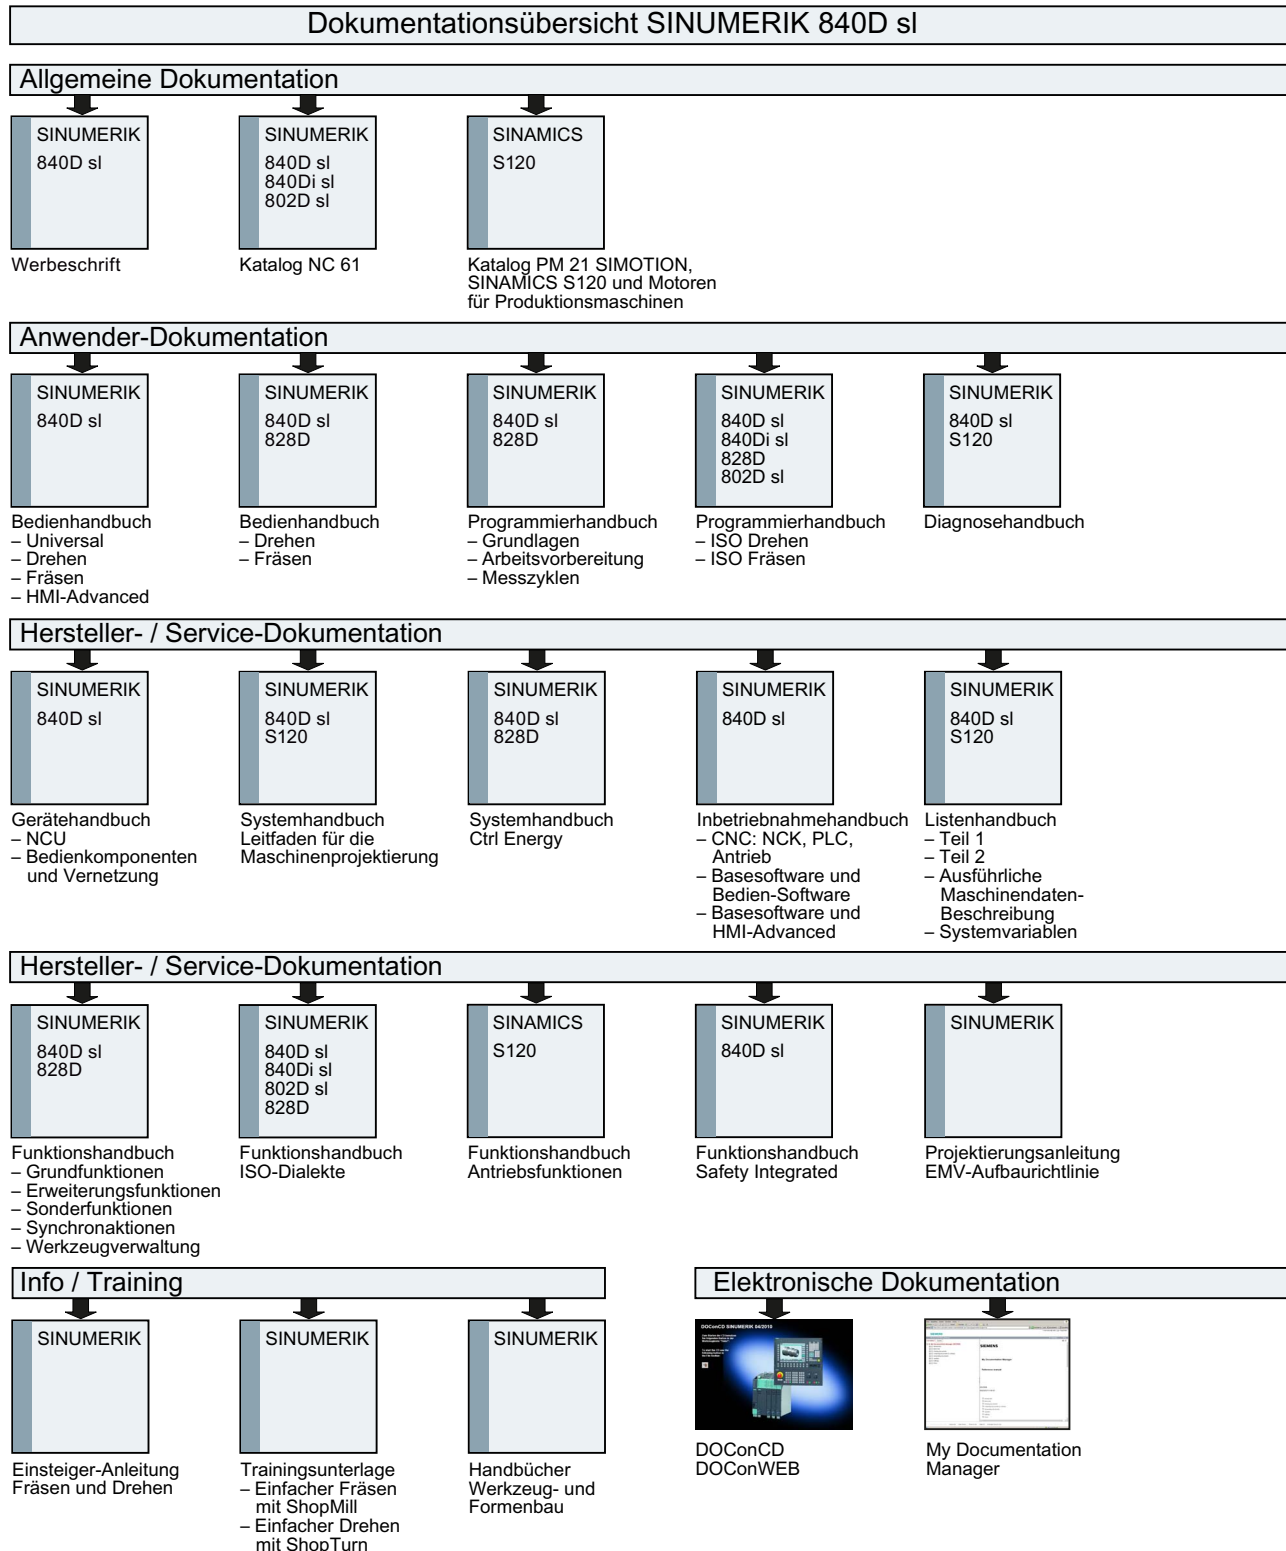 Dokumentationsübersicht SINUMERIK 840D sl
Allgemeine Dokumentation
SINUMERIK
840D sl
Werbeschrift
SINUMERIK
840D sl
840Di sl
802D sl
Katalog NC 61
SINAMICS
S120
Katalog PM 21 SIMOTION,
SINAMICS S120 und Motoren
für Produktionsmaschinen
Anwender-Dokumentation
SINUMERIK
840D sl
Bedienhandbuch
– Universal
– Drehen
– Fräsen
– HMI-Advanced
SINUMERIK
840D sl
828D
Bedienhandbuch
– Drehen
– Fräsen
SINUMERIK
840D sl
828D
Programmierhandbuch
– Grundlagen
– Arbeitsvorbereitung
– Messzyklen
SINUMERIK
840D sl
840Di sl
828D
802D sl
Programmierhandbuch
– ISO Drehen
– ISO Fräsen
SINUMERIK
840D sl
S120
Diagnosehandbuch
Hersteller- / Service-Dokumentation
SINUMERIK
840D sl
Gerätehandbuch
– NCU
– Bedienkomponenten
und Vernetzung
SINUMERIK
840D sl
S120
Systemhandbuch
Leitfaden für die
Maschinenprojektierung
SINUMERIK
840D sl
828D
Systemhandbuch
Ctrl Energy
SINUMERIK
840D sl
Inbetriebnahmehandbuch
– CNC: NCK, PLC,
Antrieb
– Basesoftware und
Bedien-Software
– Basesoftware und
HMI-Advanced
SINUMERIK
840D sl
S120
Listenhandbuch
– Teil 1
– Teil 2
– Ausführliche
Maschinendaten-
Beschreibung
– Systemvariablen
Hersteller- / Service-Dokumentation
SINUMERIK
840D sl
828D
Funktionshandbuch
– Grundfunktionen
– Erweiterungsfunktionen
– Sonderfunktionen
– Synchronaktionen
– Werkzeugverwaltung
SINUMERIK
840D sl
840Di sl
802D sl
828D
Funktionshandbuch
ISO-Dialekte
SINAMICS
S120
Funktionshandbuch
Antriebsfunktionen
SINUMERIK
840D sl
Funktionshandbuch
Safety Integrated
SINUMERIK
Projektierungsanleitung
EMV-Aufbaurichtlinie
Info / Training
SINUMERIK
Einsteiger-Anleitung
Fräsen und Drehen
SINUMERIK
Trainingsunterlage
– Einfacher Fräsen
mit ShopMill
– Einfacher Drehen
mit ShopTurn
SINUMERIK
Handbücher
Werkzeug- und
Formenbau
Elektronische Dokumentation
DOConCD SINUMERIK 04/2010
DOConCD
DOConWEB
SIEMENS
My Documentation Manager
My Documentation
Manager